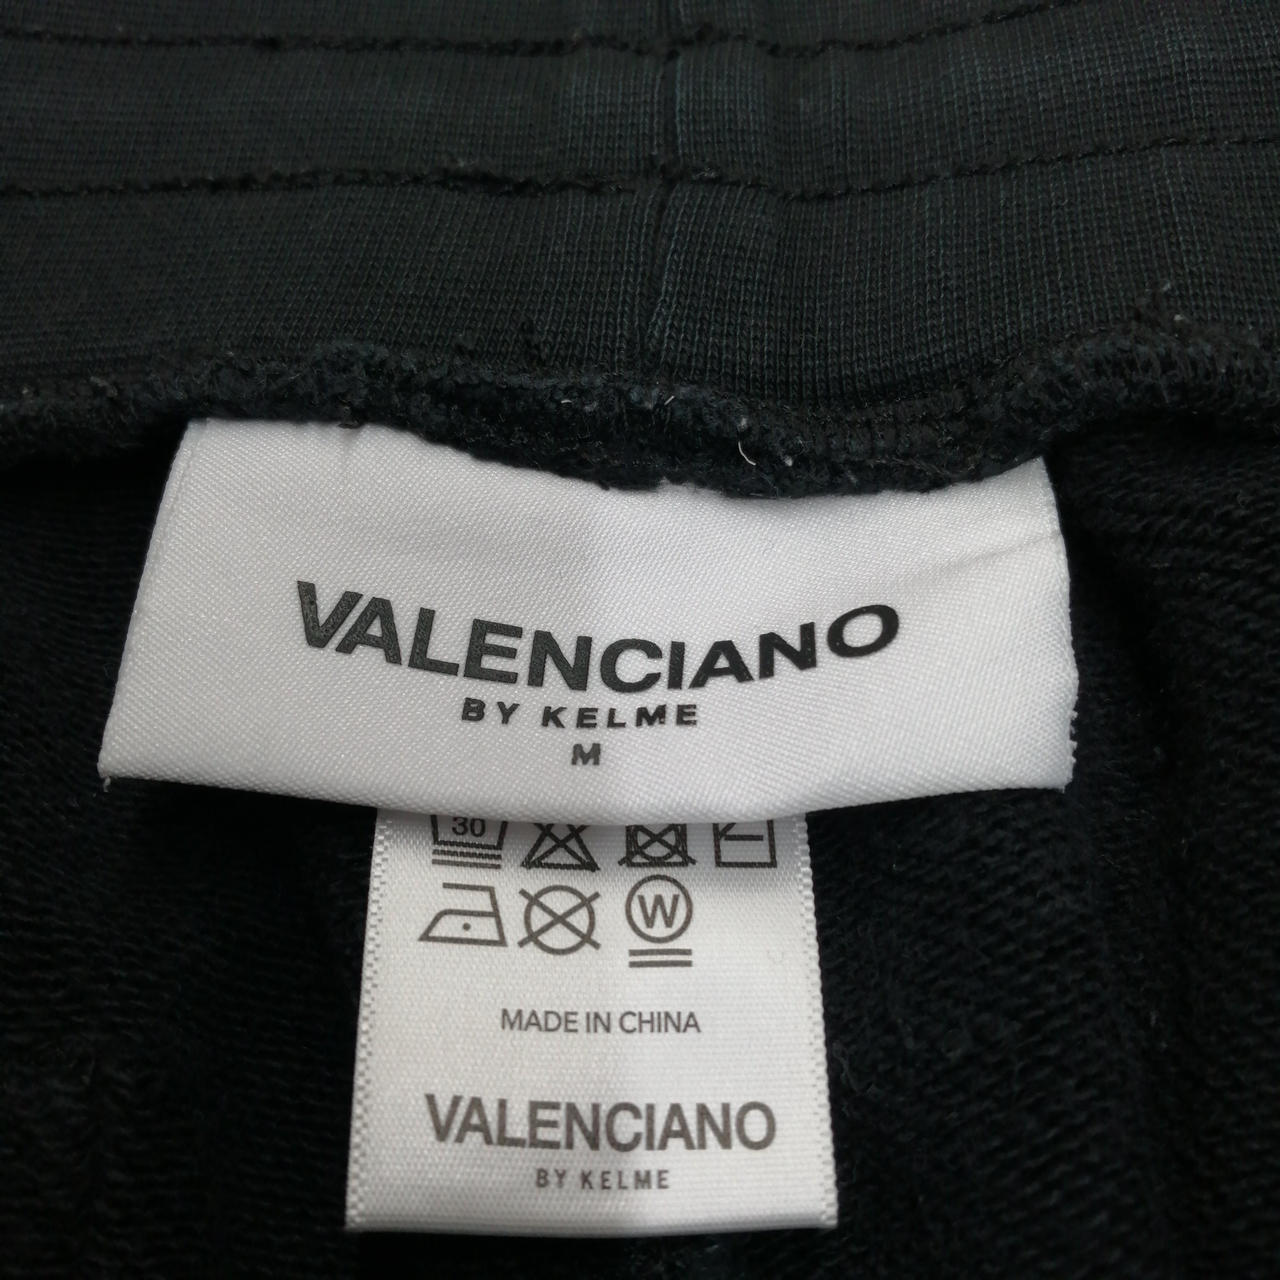 VALENCIANO
BY KELME
M
30
W
MADE IN CHINA
VALENCIANO
BY KELME